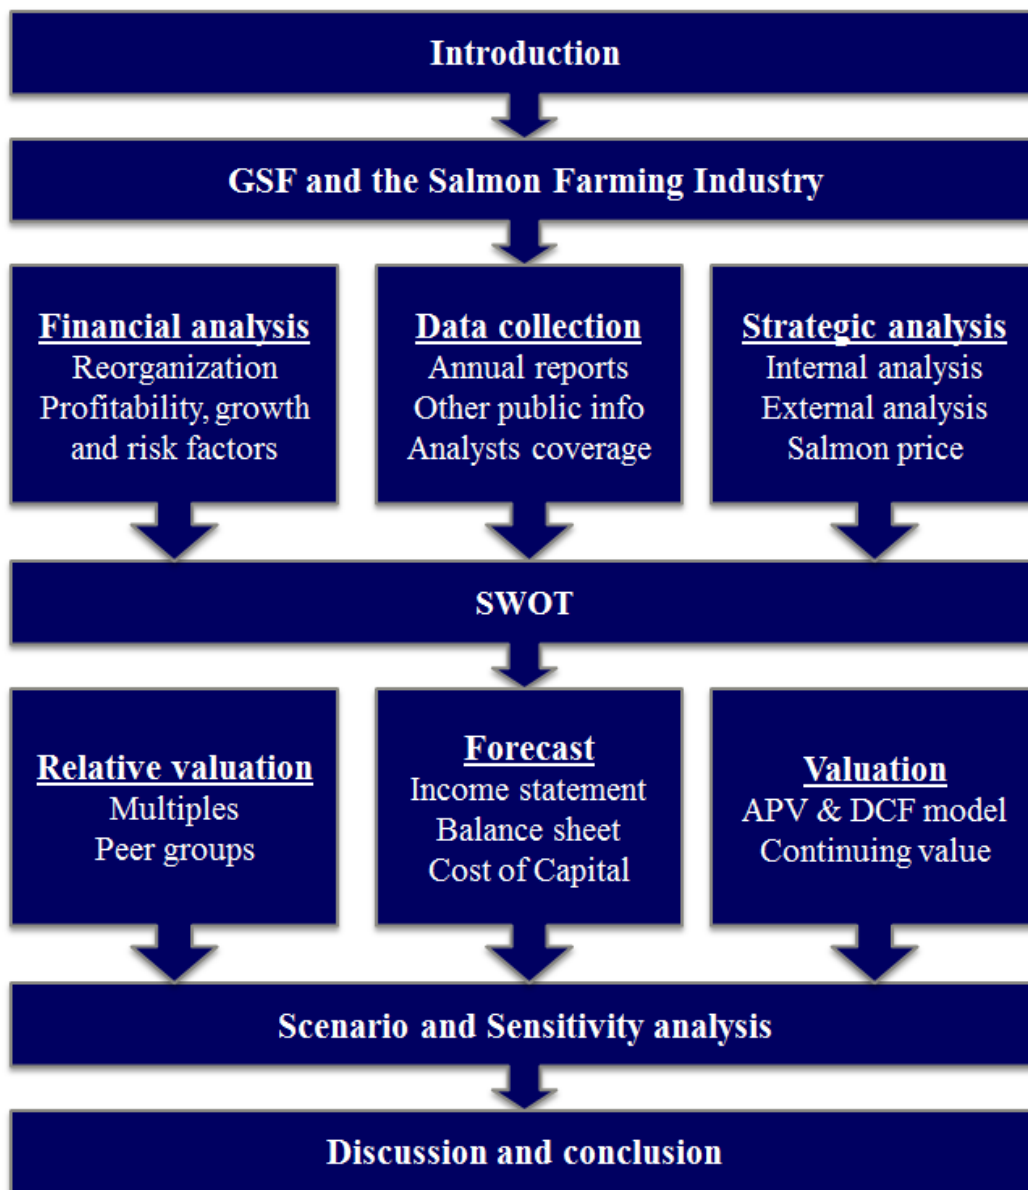 Introduction
GSF and the Salmon Farming Industry
Financial analysis
Reorganization
Profitability, growth
and risk factors
Data collection
Annual reports
Other public info
Analysts coverage
Strategic analysis
Internal analysis
External analysis
Salmon price
SWOT
Relative valuation
Multiples
Peer groups
Forecast
Income statement
Balance sheet
Cost of Capital
Valuation
APV & DCF model
Continuing value
Scenario and Sensitivity analysis
Discussion and conclusion